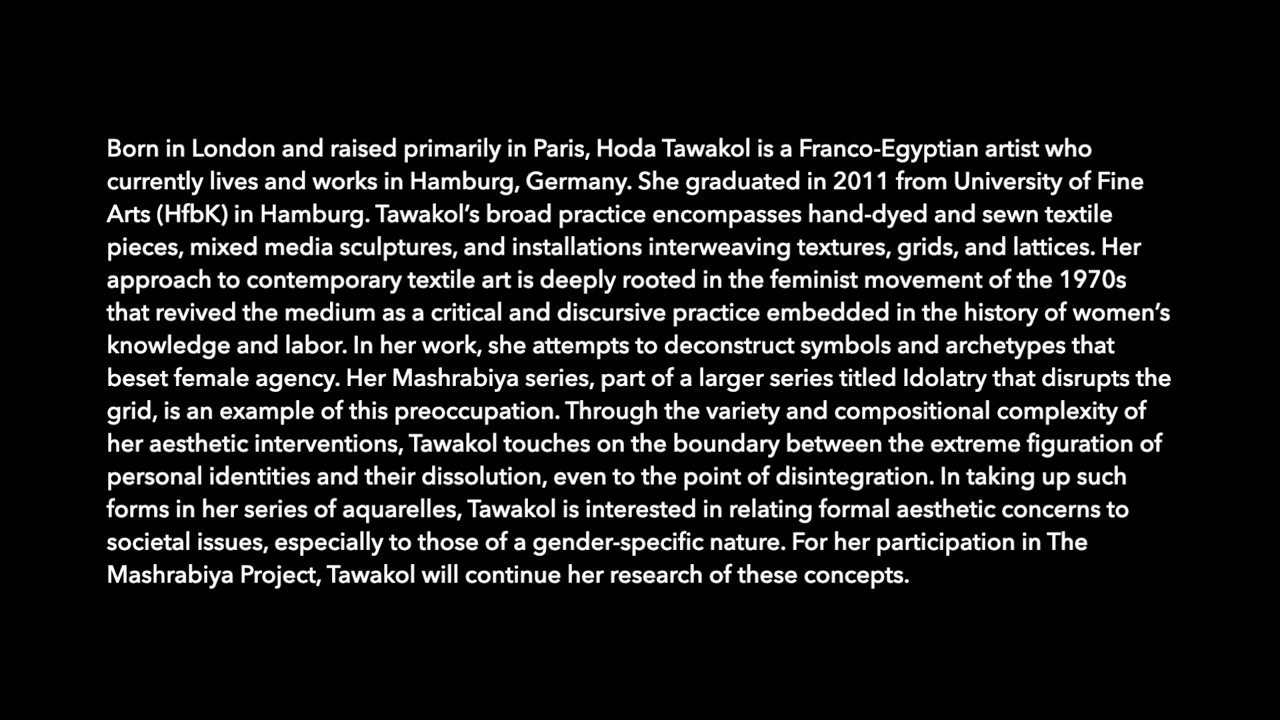 Born in London and raised primarily in Paris, Hoda Tawakol is a Franco-Egyptian artist who
currently lives and works in Hamburg, Germany. She graduated in 2011 from University of Fine
Arts (HfbK) in Hamburg. Tawakol’s broad practice encompasses hand-dyed and sewn textile
pieces, mixed media sculptures, and installations interweaving textures, grids, and lattices. Her
approach to contemporary textile art is deeply rooted in the feminist movement of the 1970s
that revived the medium as a critical and discursive practice embedded in the history of women’s
knowledge and labor. In her work, she attempts to deconstruct symbols and archetypes that
beset female agency. Her Mashrabiya series, part of a larger series titled Idolatry that disrupts the
grid, is an example of this preoccupation. Through the variety and compositional complexity of
her aesthetic interventions, Tawakol touches on the boundary between the extreme figuration of
personal identities and their dissolution, even to the point of disintegration. In taking up such
forms in her series of aquarelles, Tawakol is interested in relating formal aesthetic concerns to
societal issues, especially to those of a gender-specific nature. For her participation in The
Mashrabiya Project, Tawakol will continue her research of these concepts.